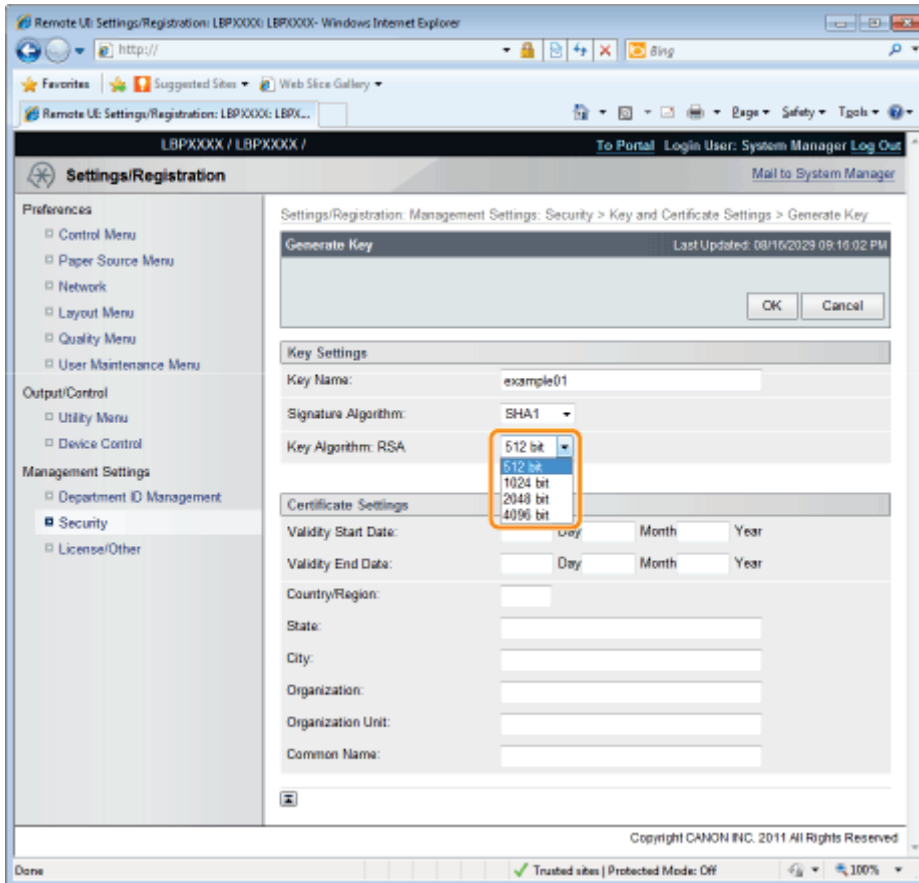 Remote UI: Settings/Registration: LBPXXXX: LBPXXXX- Windows Internet Explorer
http://
Bing
Favorites Suggested Sites Web Slice Gallery
Remote UI: Settings/Registration: LBPXXXX: LBPX...
Page Safety Tools
LBPXXXX / LBPXXXX / To Portal Login User: System Manager Log Out
Settings/Registration Mail to System Manager
Preferences
Control Menu
Paper Source Menu
Network
Layout Menu
Quality Menu
User Maintenance Menu
Output/Control
Utility Menu
Device Control
Management Settings
Department ID Management
Security
License/Other
Settings/Registration: Management Settings: Security > Key and Certificate Settings > Generate Key
Generate Key Last Updated: 08/16/2029 09:16:02 PM
OK Cancel
Key Settings
Key Name: example01
Signature Algorithm: SHA1
Key Algorithm: RSA 512 bit
512 bit
1024 bit
2048 bit
4096 bit
Certificate Settings
Validity Start Date: Day Month Year
Validity End Date: Day Month Year
Country/Region:
State:
City:
Organization:
Organization Unit:
Common Name:
Copyright CANON INC. 2011 All Rights Reserved
Done Trusted sites | Protected Mode: Off 100%